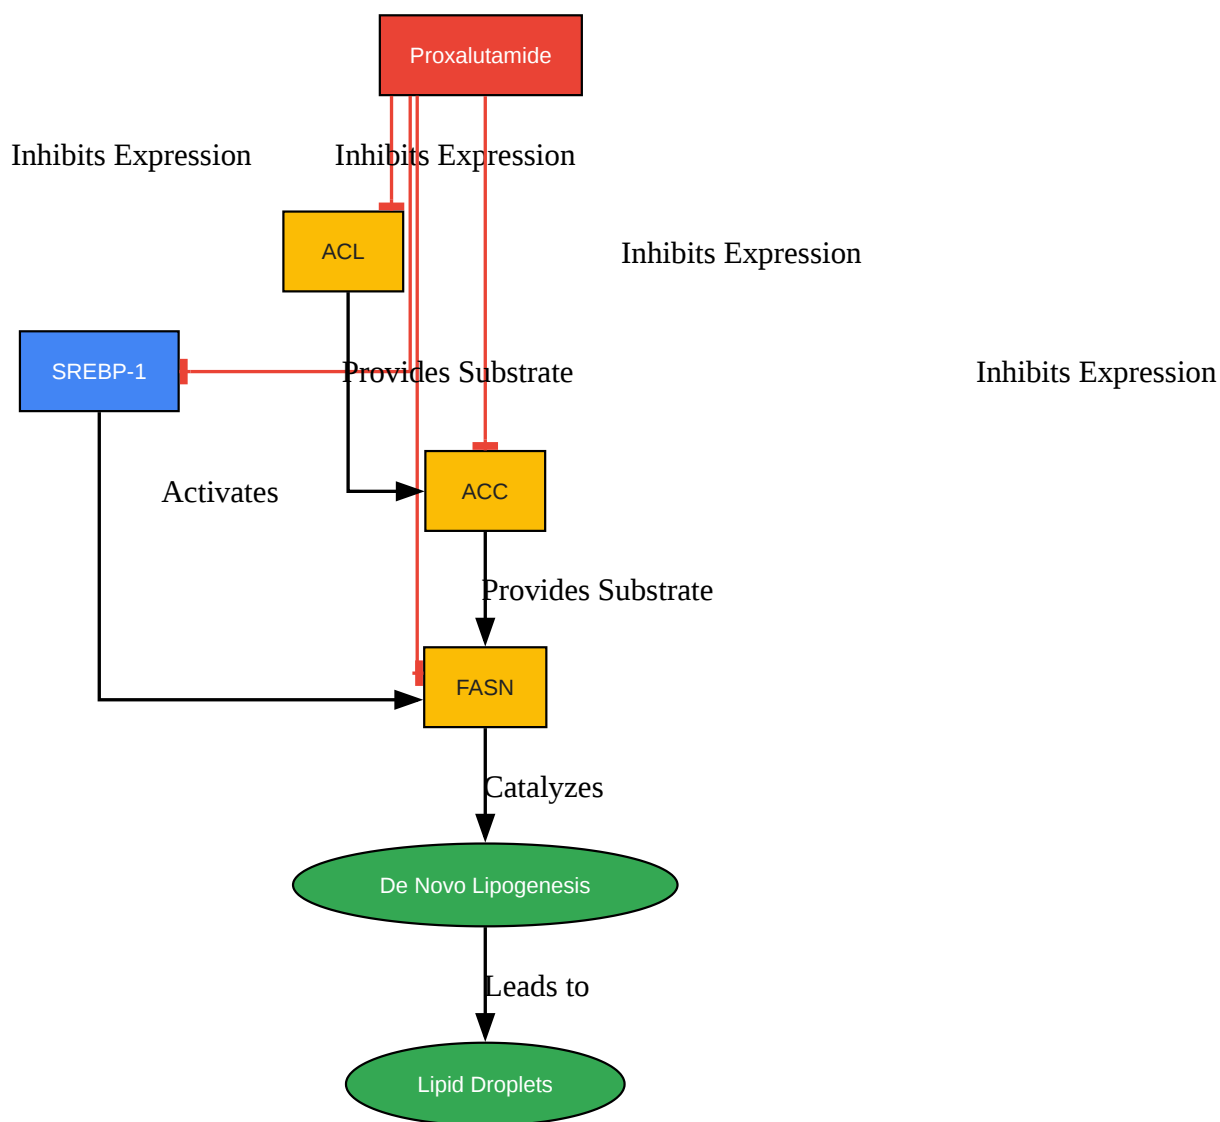 Proxalutamide
Inhibits Expression
Inhibits Expression
ACL
Inhibits Expression
SREBP-1
Provides Substrate
Inhibits Expression
Activates
ACC
Provides Substrate
FASN
Catalyzes
De Novo Lipogenesis
Leads to
Lipid Droplets